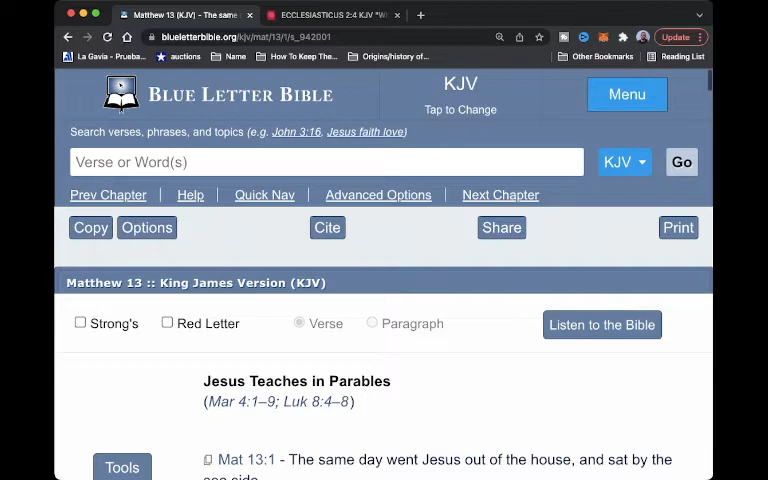 Matthew 13 (KJV) - The same
ECCLESIASTICUS 2:4 KJV "W
blueletterbible.org/kjv/mat/13/1/s_942001
Update
La Gavia - Prueba...
auctions
Name
How To Keep The...
Origins/history of...
Other Bookmarks
Reading List
BLUE LETTER BIBLE
KJV
Tap to Change
Menu
Search verses, phrases, and topics (e.g. John 3:16, Jesus faith love)
Verse or Word(s)
KJV
Go
Prev Chapter
Help
Quick Nav
Advanced Options
Next Chapter
Copy
Options
Cite
Share
Print
Matthew 13 :: King James Version (KJV)
Strong's
Red Letter
Verse
Paragraph
Listen to the Bible
Jesus Teaches in Parables
(Mar 4:1–9; Luk 8:4–8)
Tools
Mat 13:1 - The same day went Jesus out of the house, and sat by the
sea side.